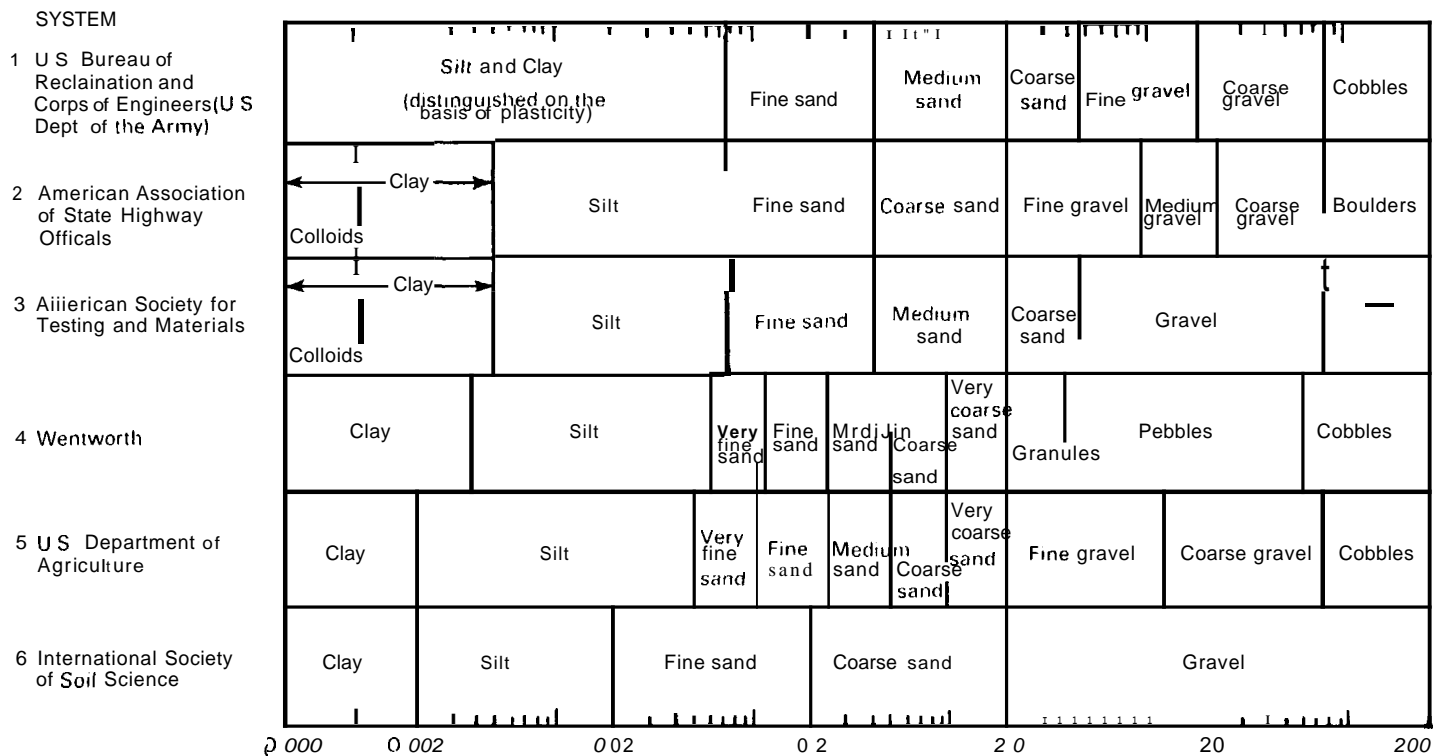 SYSTEM
1 U S Bureau of
Reclaination and
Corps of Engineers(U S
Dept of the Army)
Silt and Clay
(distinguished on the
basis of plasticity)
Fine sand
Medium
sand
Coarse
sand
Fine gravel
Coarse
gravel
Cobbles
2 American Association
of State Highway
Officals
Clay
Colloids
Silt
Fine sand
Coarse sand
Fine gravel
Medium
gravel
Coarse
gravel
Boulders
3 Aiiierican Society for
Testing and Materials
Clay
Colloids
Silt
Fine sand
Medium
sand
Coarse
sand
Gravel
4 Wentworth
Clay
Silt
Very
fine
sand
Fine
sand
MrdiJin
sand
Coarse
sand
Very
coarse
sand
Granules
Pebbles
Cobbles
5 U S Department of
Agriculture
Clay
Silt
Very
fine
sand
Fine
sand
Medium
sand
Coarse
sand
Very
coarse
sand
Fine gravel
Coarse gravel
Cobbles
6 International Society
of Soil Science
Clay
Silt
Fine sand
Coarse sand
Gravel
0 000 0 002 002 0 2 2 0 20 200